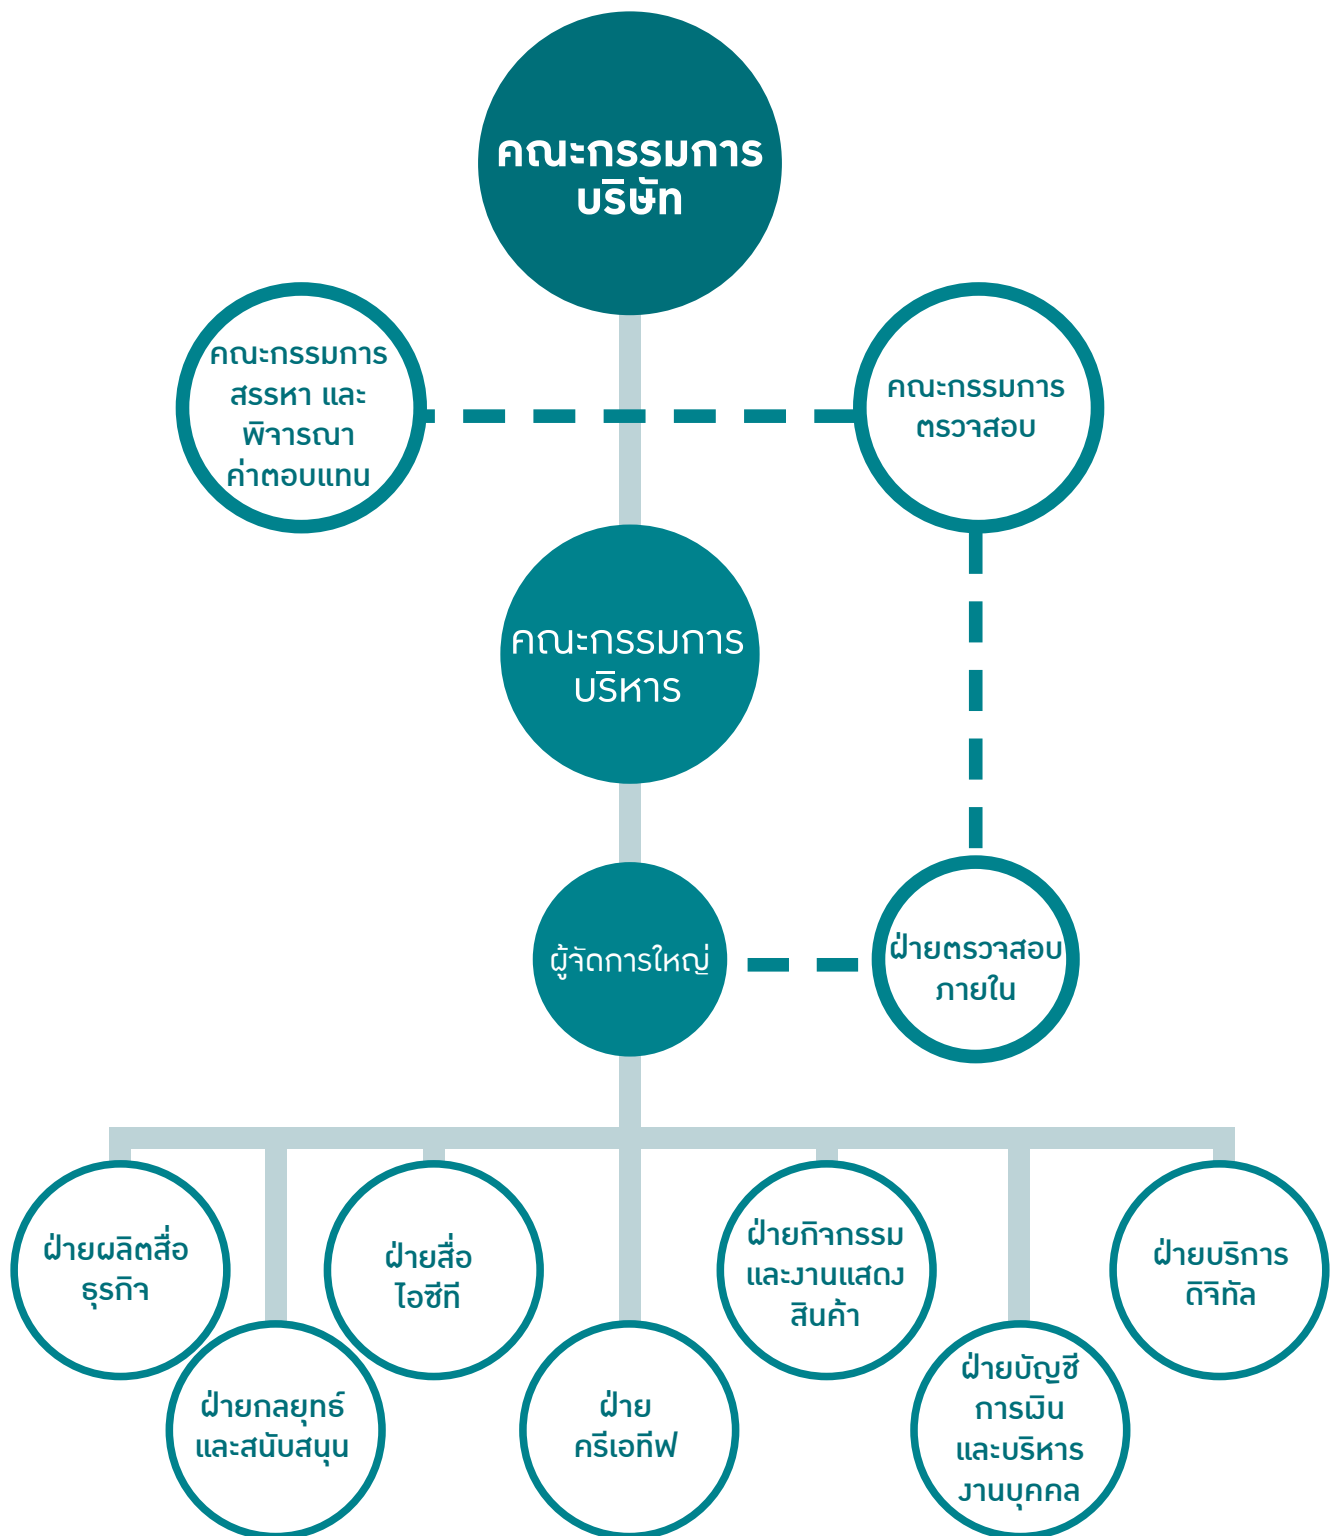 คณะกรรมการ
บริษัท
คณะกรรมการ
สรรหา และ
พิจารณา
ค่าตอบแทน
คณะกรรมการ
ตรวจสอบ
คณะกรรมการ
บริหาร
ผู้จัดการใหญ่
ฝ่ายตรวจสอบ
ภายใน
ฝ่ายผลิตสื่อ
ธุรกิจ
ฝ่ายสื่อ
ไอซีที
ฝ่ายกิจกรรม
และงานแสดง
สินค้า
ฝ่ายบริการ
ดิจิทัล
ฝ่ายกลยุทธ์
และสนับสนุน
ฝ่าย
ครีเอทีฟ
ฝ่ายบัญชี
การเงิน
และบริหาร
งานบุคคล